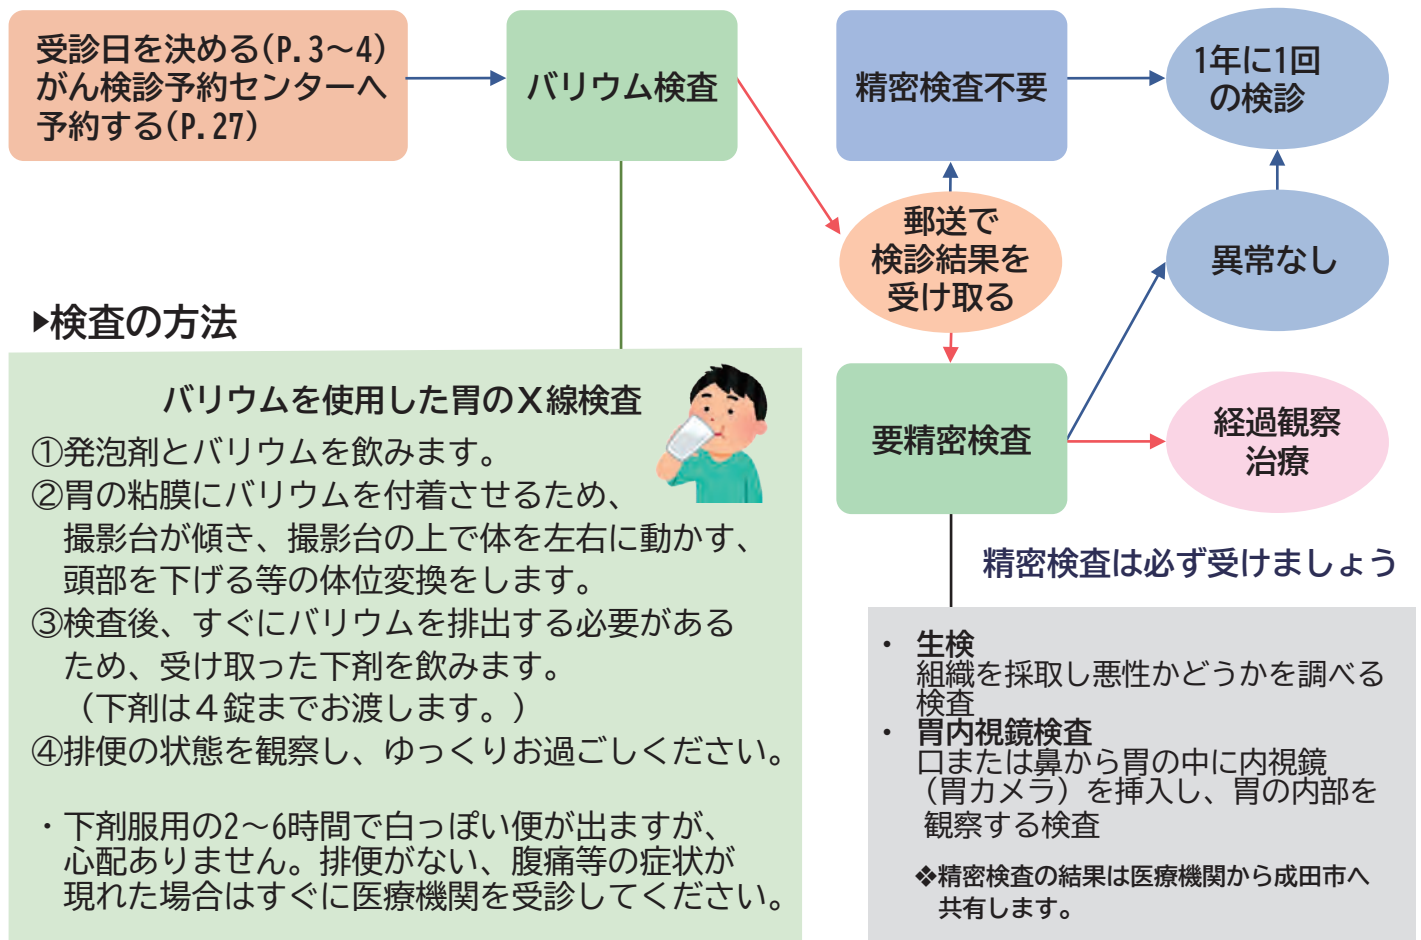 受診日を決める(P.3～4)
がん検診予約センターへ
予約する(P.27)
バリウム検査
精密検査不要
1年に1回
の検診
郵送で
検診結果を
受け取る
異常なし
要精密検査
経過観察
治療
▶検査の方法
バリウムを使用した胃のX線検査
①発泡剤とバリウムを飲みます。
②胃の粘膜にバリウムを付着させるため、
撮影台が傾き、撮影台の上で体を左右に動かす、
頭部を下げる等の体位変換をします。
③検査後、すぐにバリウムを排出する必要がある
ため、受け取った下剤を飲みます。
（下剤は４錠までお渡します。）
④排便の状態を観察し、ゆっくりお過ごしください。
・下剤服用の2～6時間で白っぽい便が出ますが、
心配ありません。排便がない、腹痛等の症状が
現れた場合はすぐに医療機関を受診してください。
精密検査は必ず受けましょう
・ 生検
組織を採取し悪性かどうかを調べる
検査
・ 胃内視鏡検査
口または鼻から胃の中に内視鏡
（胃カメラ）を挿入し、胃の内部を
観察する検査
❖精密検査の結果は医療機関から成田市へ
共有します。